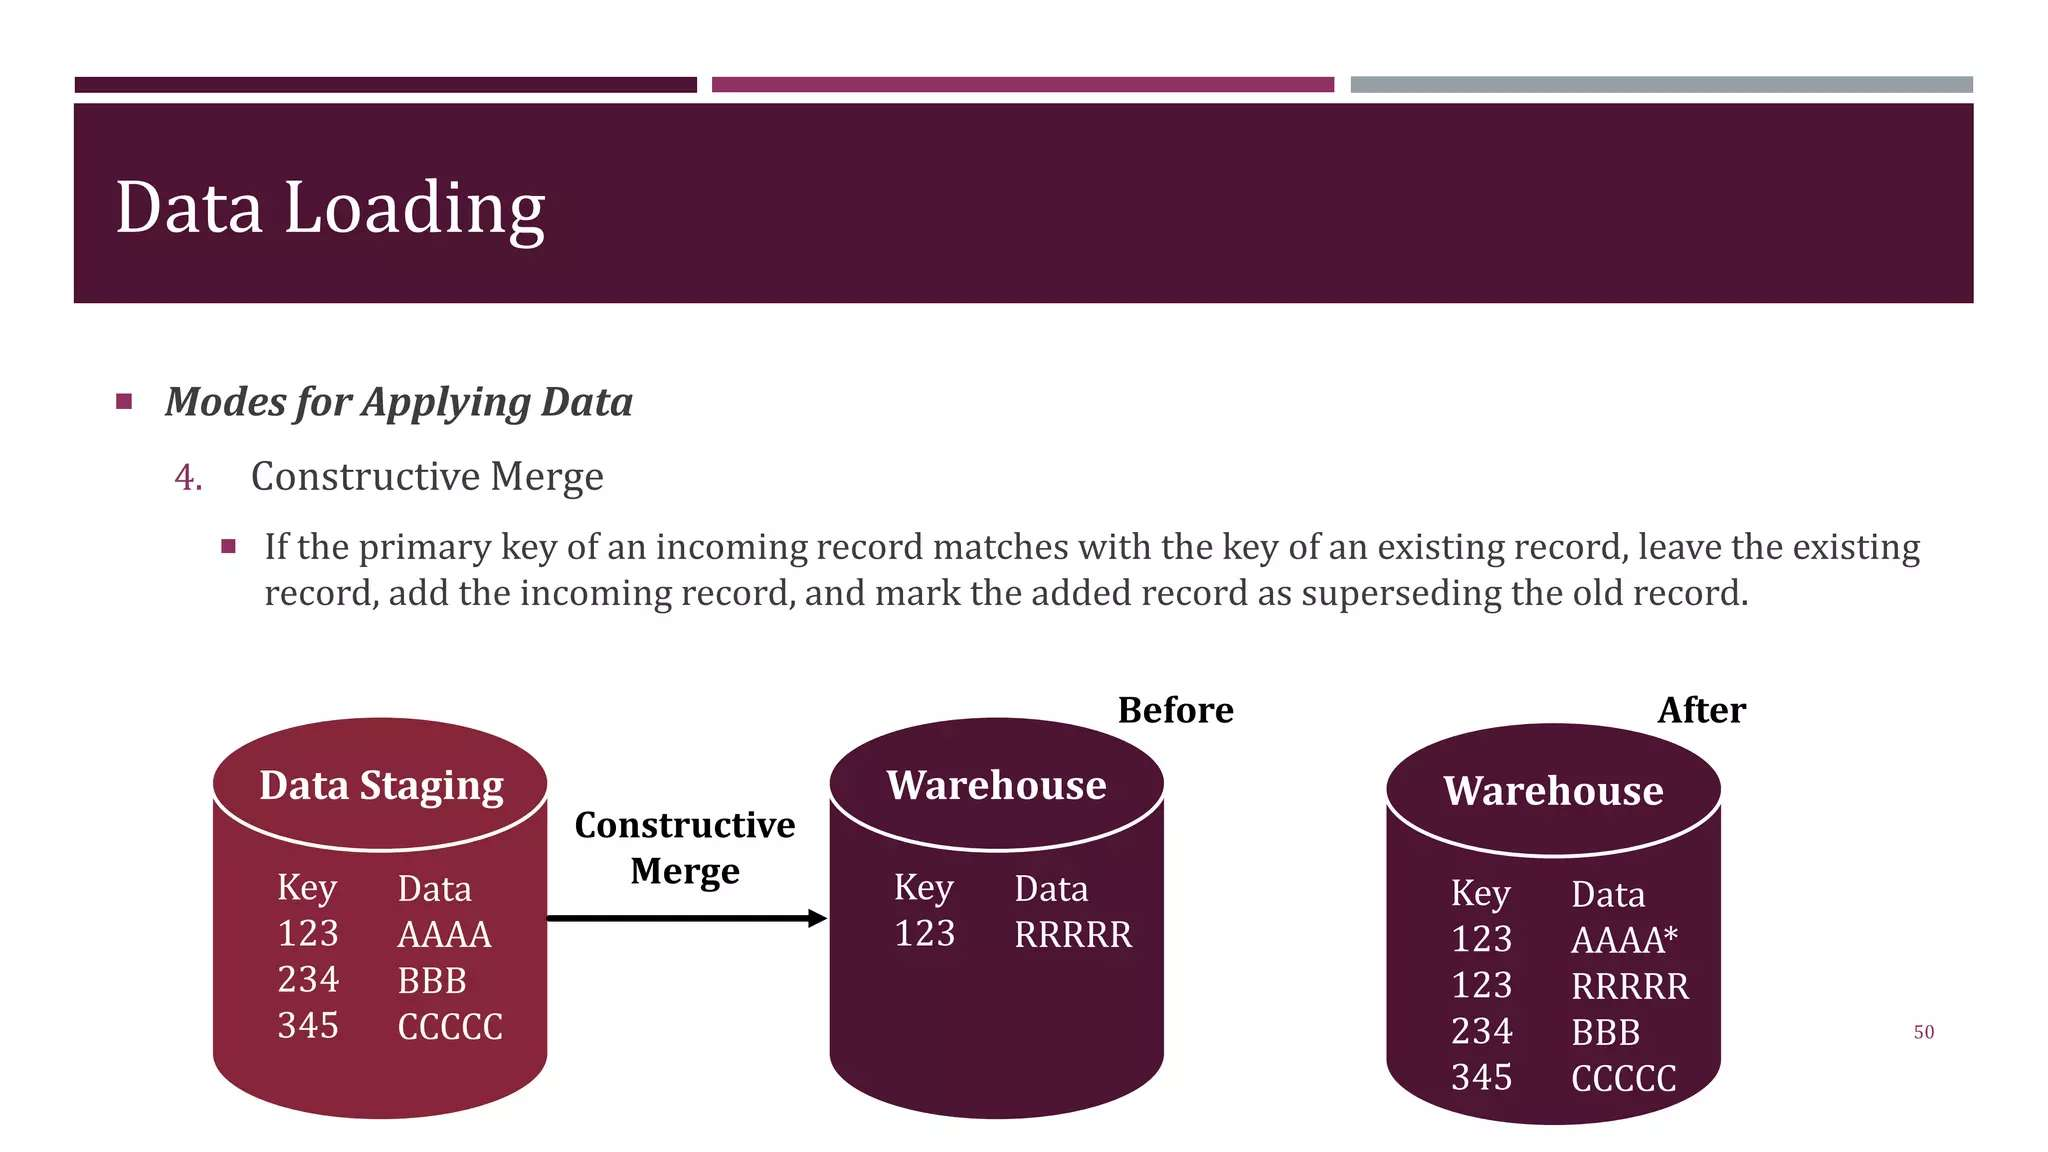 Data Loading
Modes for Applying Data
4. Constructive Merge
If the primary key of an incoming record matches with the key of an existing record, leave the existing
record, add the incoming record, and mark the added record as superseding the old record.
Before
After
Data Staging
Key Data
123 AAAA
234 BBB
345 CCCCC
Constructive
Merge
Warehouse
Key Data
123 RRRRR
Warehouse
Key Data
123 AAAA*
123 RRRRR
234 BBB
345 CCCCC
50